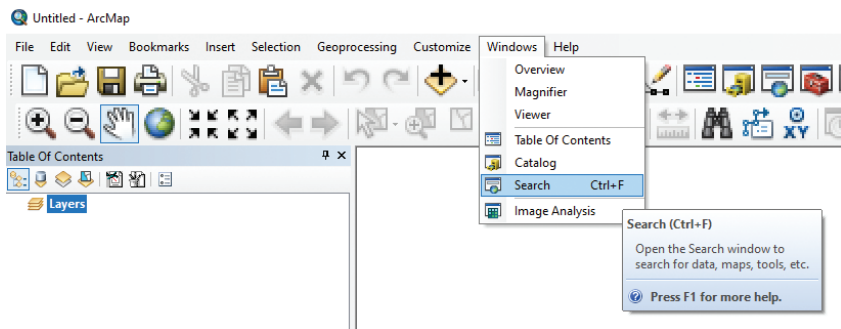 Untitled - ArcMap
File Edit View Bookmarks Insert Selection Geoprocessing Customize Windows Help
Overview
Magnifier
Viewer
Table Of Contents
Catalog
Search Ctrl+F
Image Analysis
XY
Table Of Contents
Layers
Search (Ctrl+F)
Open the Search window to
search for data, maps, tools, etc.
Press F1 for more help.